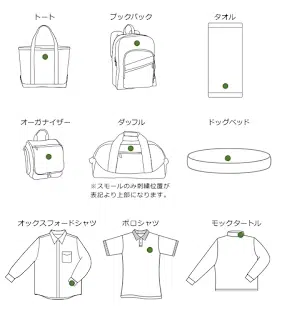 トート
ブックパック
タオル
オーガナイザー
ダッフル
ドッグベッド
※スモールのみ刺繍位置が
表記より上部になります。
オックスフォードシャツ
ポロシャツ
モックタートル